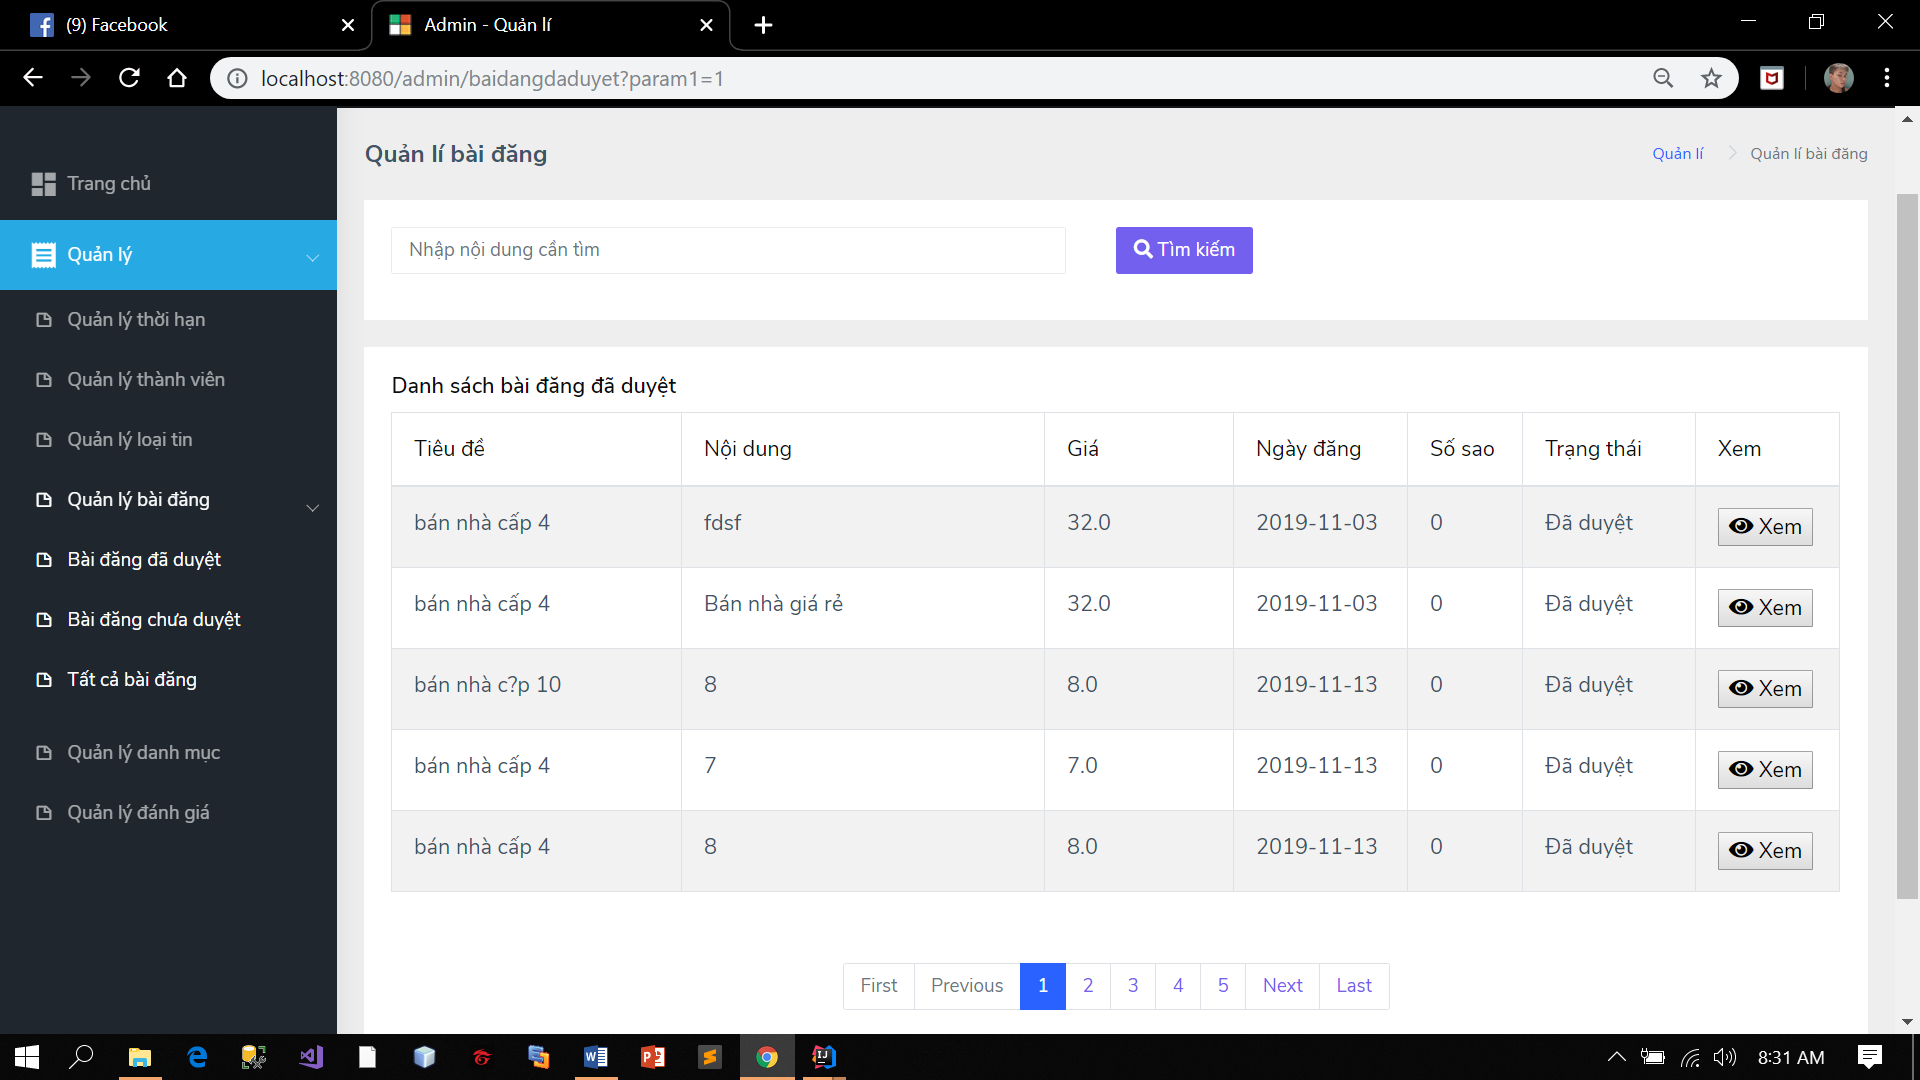 (9) Facebook
Admin - Quản lí
localhost:8080/admin/baidangdaduyet?param1=1
Trang chủ
Quản lý
Quản lý thời hạn
Quản lý thành viên
Quản lý loại tin
Quản lý bài đăng
Bài đăng đã duyệt
Bài đăng chưa duyệt
Tất cả bài đăng
Quản lý danh mục
Quản lý đánh giá
Quản lí bài đăng
Quản lí Quản lí bài đăng
Nhập nội dung cần tìm
Tìm kiếm
Danh sách bài đăng đã duyệt
Tiêu đề Nội dung Giá Ngày đăng Số sao Trạng thái Xem
bán nhà cấp 4 fdsf 32.0 2019-11-03 0 Đã duyệt Xem
bán nhà cấp 4 Bán nhà giá rẻ 32.0 2019-11-03 0 Đã duyệt Xem
bán nhà c?p 10 8 8.0 2019-11-13 0 Đã duyệt Xem
bán nhà cấp 4 7 7.0 2019-11-13 0 Đã duyệt Xem
bán nhà cấp 4 8 8.0 2019-11-13 0 Đã duyệt Xem
First Previous 1 2 3 4 5 Next Last
8:31 AM